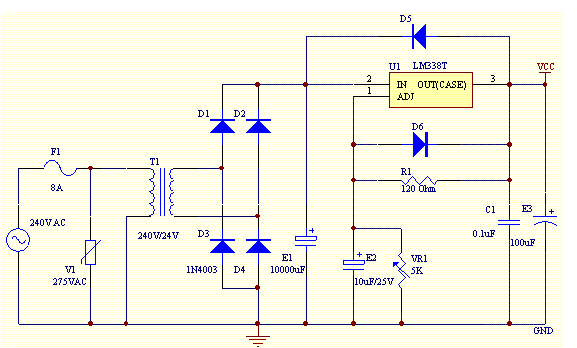 D5
U1 LM338T
VCC
2 IN OUT(CASE) 3
1 ADJ
D1 D2
D6
F1
8A
T1
R1
120 Ohm
240VAC
240V/24V
C1
0.1uF
E3
+
100uF
D3
1N4003
D4
V1
275VAC
+
E1
10000uF
+
E2
10uF/25V
VR1
5K
GND